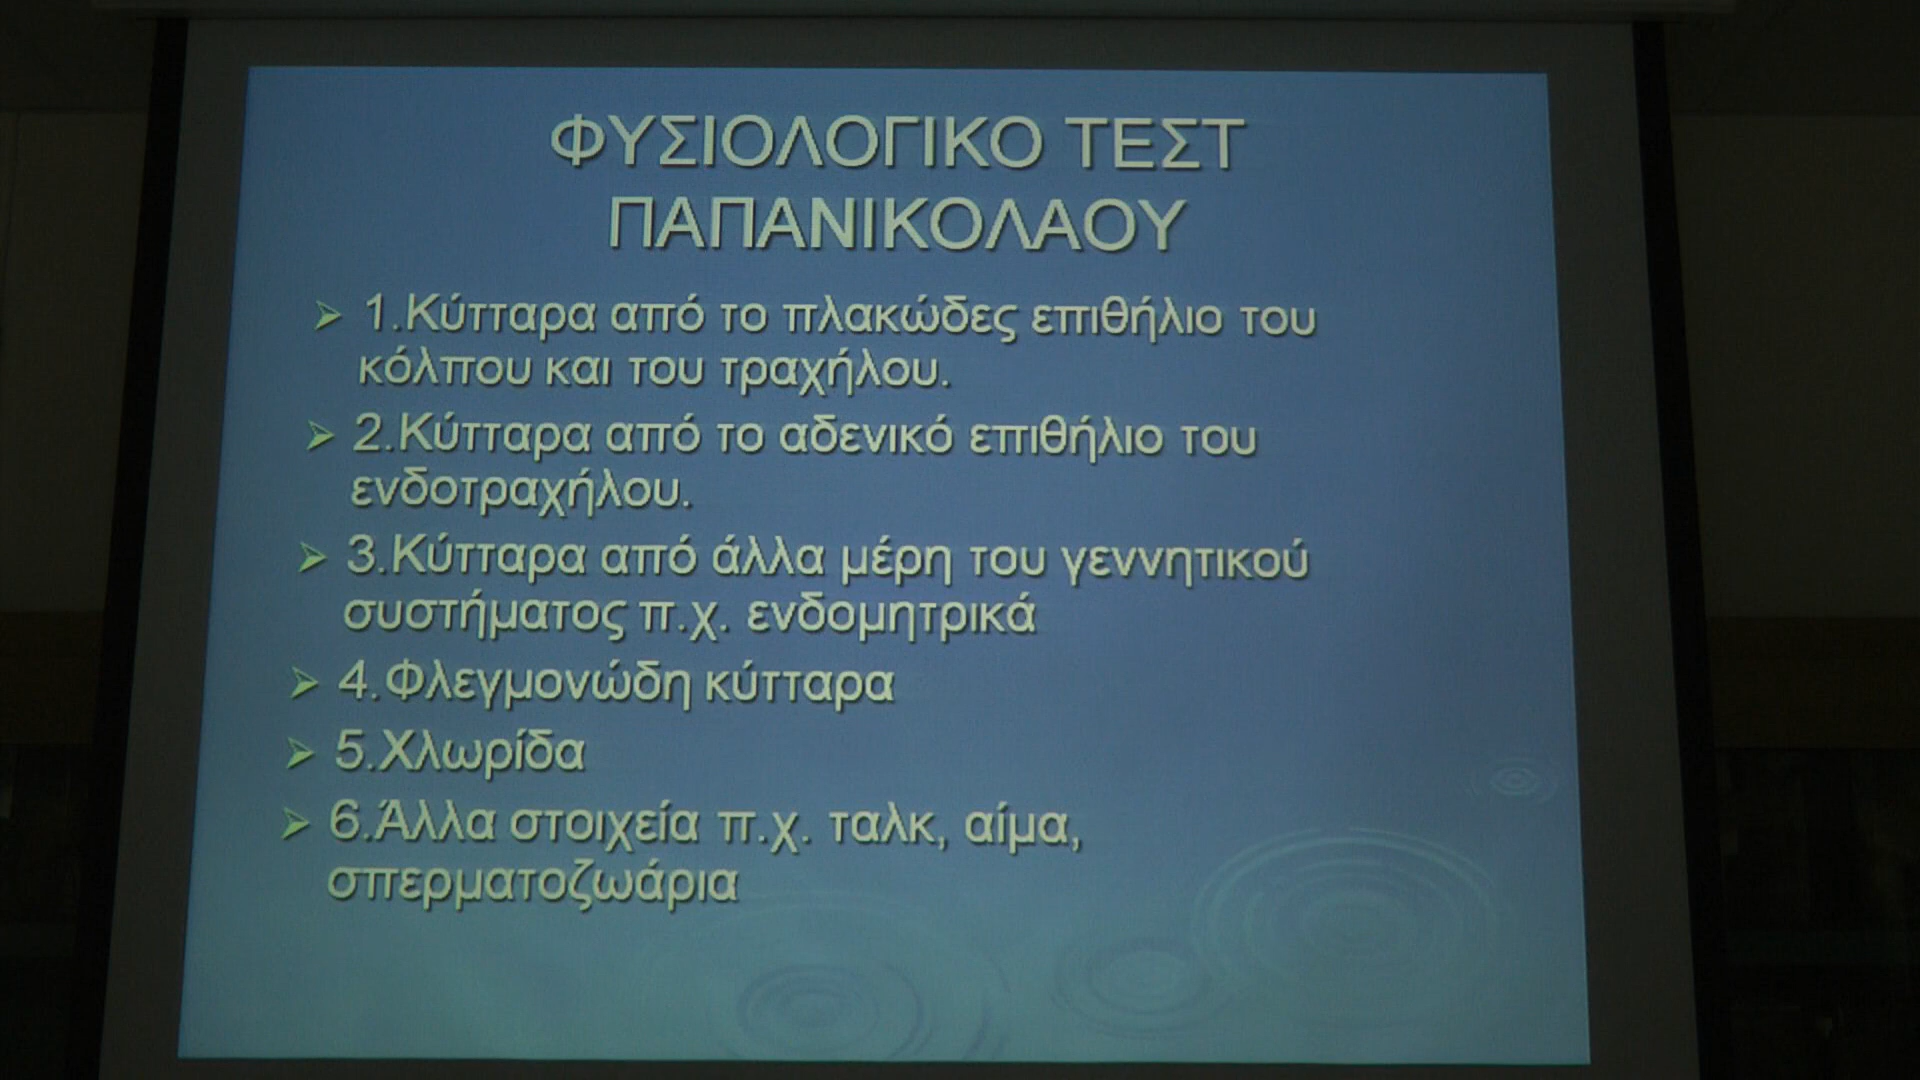 ΦΥΣΙΟΛΟΓΙΚΟ ΤΕΣΤ
ΠΑΠΑΝΙΚΟΛΑΟΥ
➢ 1.Κύτταρα από το πλακώδες επιθήλιο του
κόλπου και του τραχήλου.
➢ 2.Κύτταρα από το αδενικό επιθήλιο του
ενδοτραχήλου.
➢ 3.Κύτταρα από άλλα μέρη του γεννητικού
συστήματος π.χ. ενδομητρικά
➢ 4.Φλεγμονώδη κύτταρα
➢ 5.Χλωρίδα
➢ 6.Άλλα στοιχεία π.χ. ταλκ, αίμα,
σπερματοζωάρια